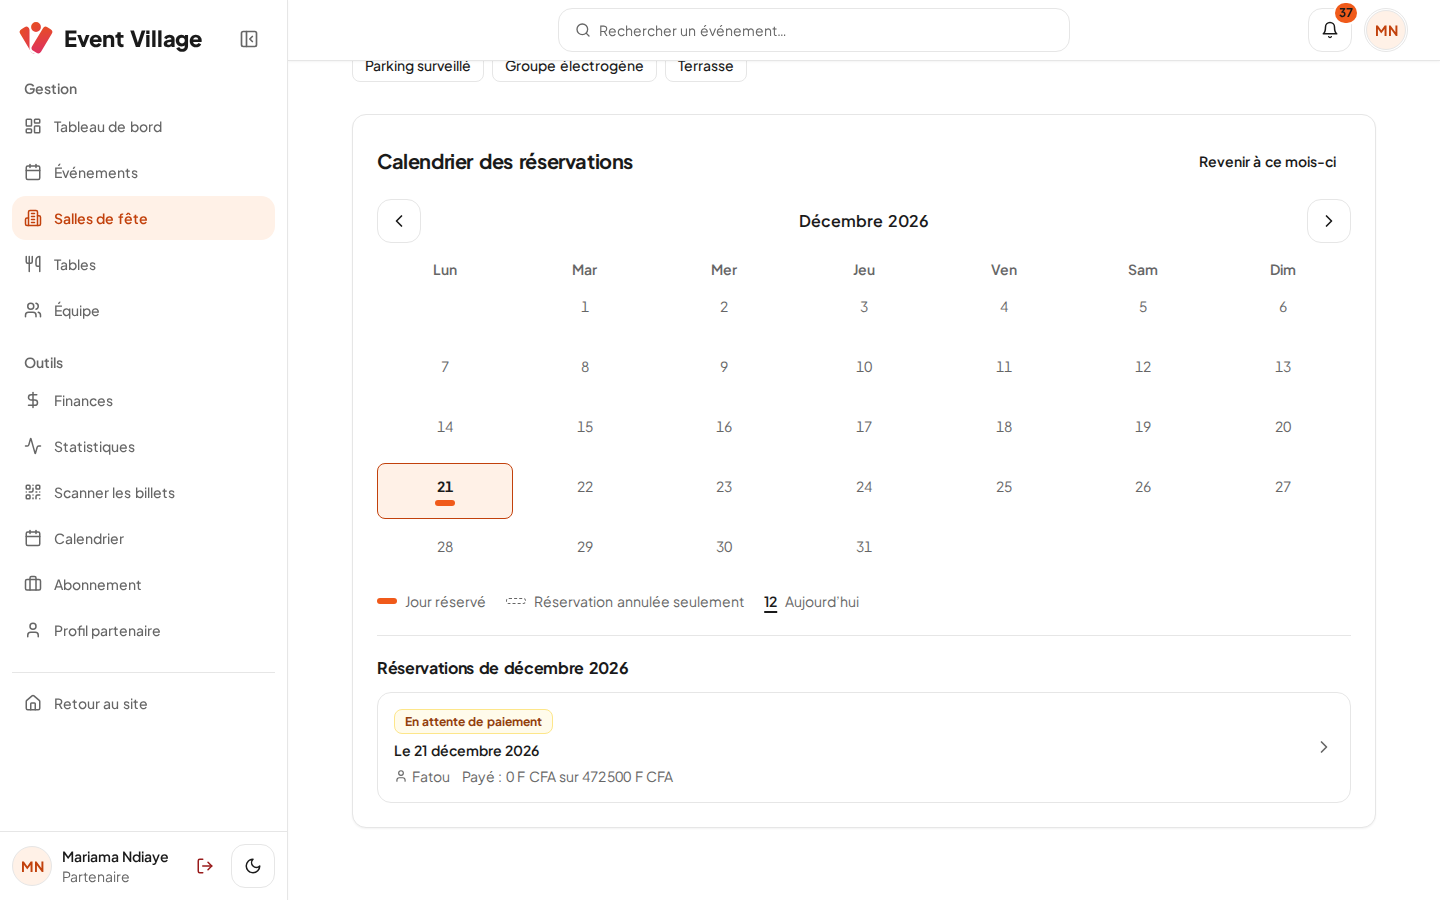 Event Village
Rechercher un événement…
37
MN
Gestion
Tableau de bord
Événements
Salles de fête
Tables
Équipe
Outils
Finances
Statistiques
Scanner les billets
Calendrier
Abonnement
Profil partenaire
Retour au site
MN
Mariama Ndiaye
Partenaire
Parking surveillé
Groupe électrogène
Terrasse
Calendrier des réservations
Revenir à ce mois-ci
Décembre 2026
Lun Mar Mer Jeu Ven Sam Dim
1 2 3 4 5 6
7 8 9 10 11 12 13
14 15 16 17 18 19 20
21 22 23 24 25 26 27
28 29 30 31
Jour réservé Réservation annulée seulement 12 Aujourd'hui
Réservations de décembre 2026
En attente de paiement
Le 21 décembre 2026
Fatou Payé : 0 F CFA sur 472 500 F CFA